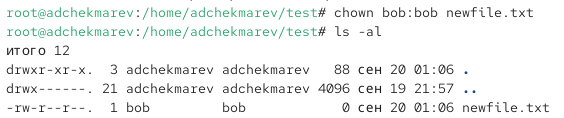 root@adchekmarev:/home/adchekmarev/test# chown bob:bob newfile.txt
root@adchekmarev:/home/adchekmarev/test# ls -al
итого 12
drwxr-xr-x.  3 adchekmarev adchekmarev   88 сен 20 01:06 .
drwx------. 21 adchekmarev adchekmarev 4096 сен 19 21:57 ..
-rw-r--r--.  1 bob         bob            0 сен 20 01:06 newfile.txt